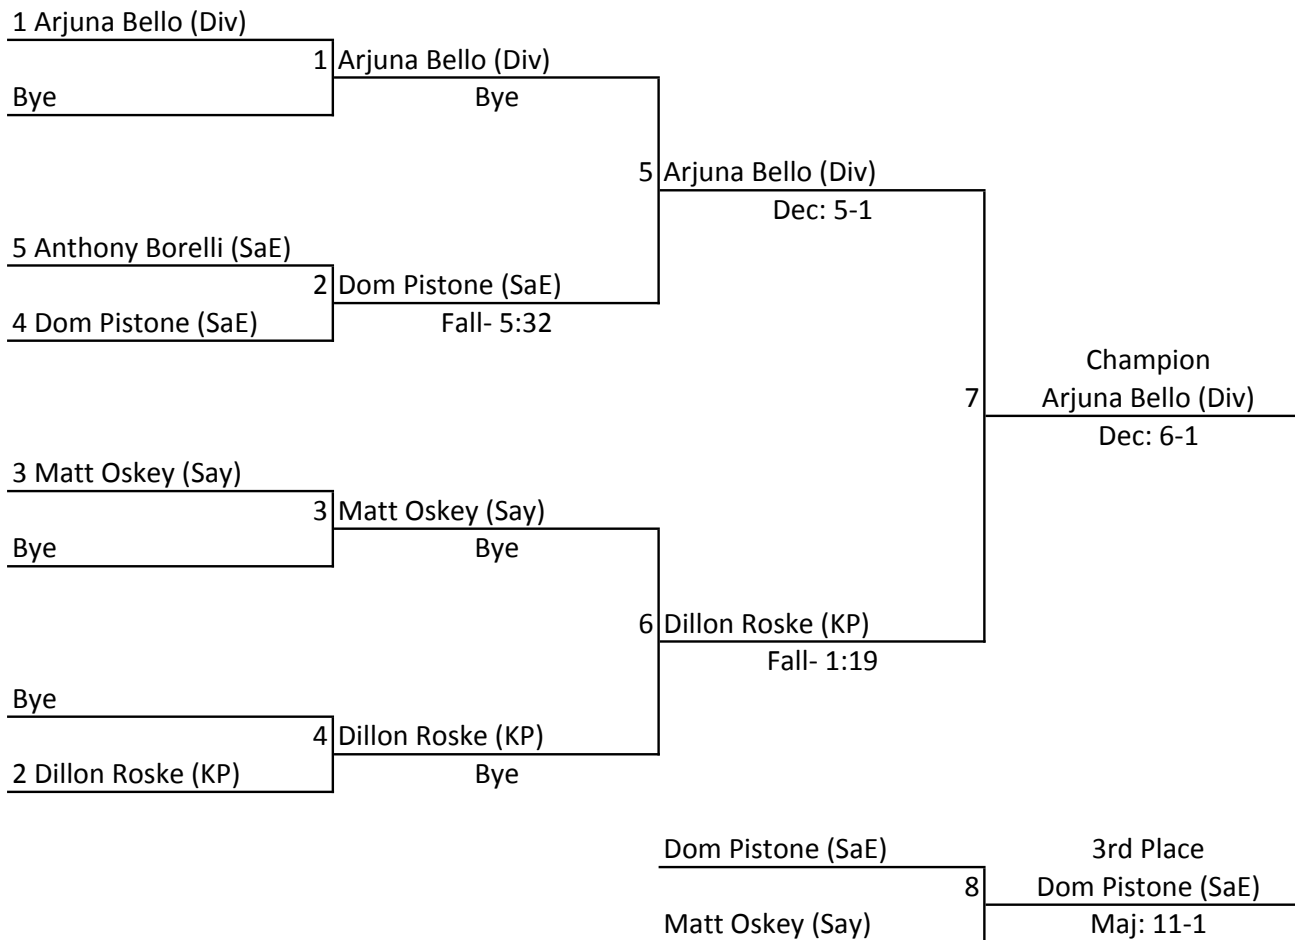 1 Arjuna Bello (Div)
1 Arjuna Bello (Div)
Bye
Bye
5 Arjuna Bello (Div)
Dec: 5-1
5 Anthony Borelli (SaE)
2 Dom Pistone (SaE)
4 Dom Pistone (SaE)
Fall- 5:32
Champion
7 Arjuna Bello (Div)
Dec: 6-1
3 Matt Oskey (Say)
3 Matt Oskey (Say)
Bye
Bye
6 Dillon Roske (KP)
Fall- 1:19
Bye
4 Dillon Roske (KP)
2 Dillon Roske (KP)
Bye
Dom Pistone (SaE)
3rd Place
8 Dom Pistone (SaE)
Matt Oskey (Say)
Maj: 11-1